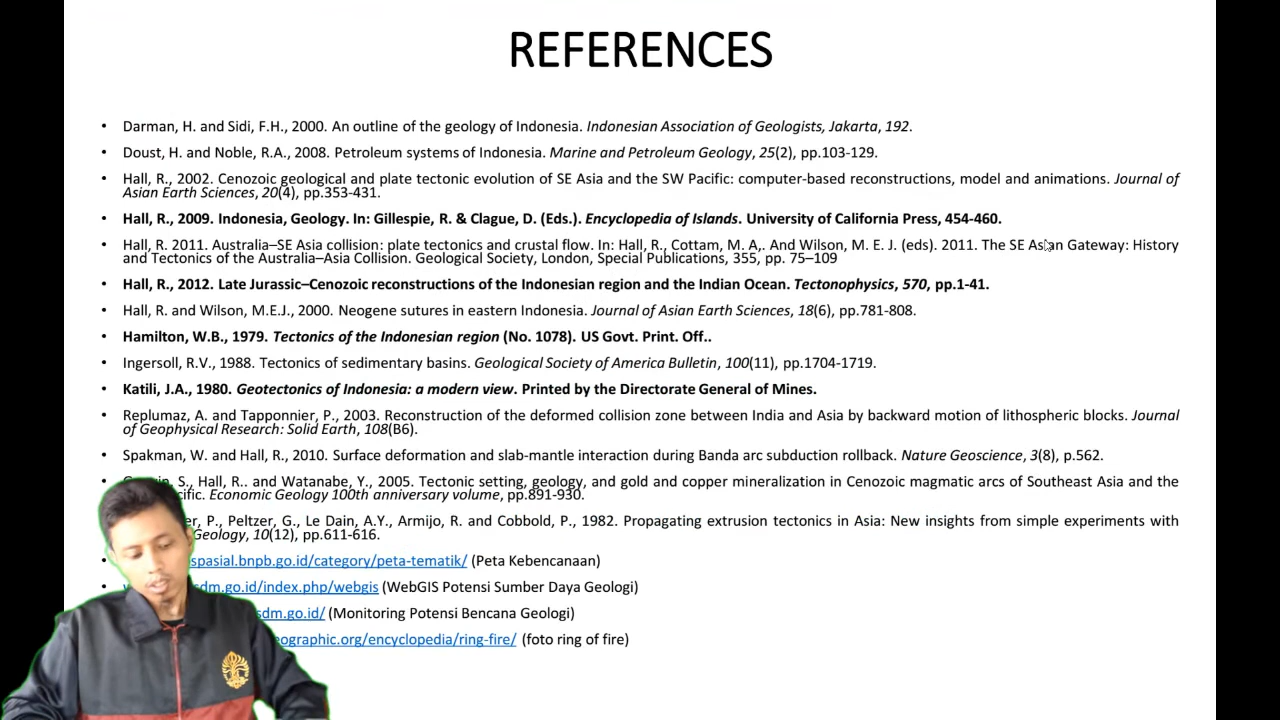 REFERENCES
• Darman, H. and Sidi, F.H., 2000. An outline of the geology of Indonesia. Indonesian Association of Geologists, Jakarta, 192.
• Doust, H. and Noble, R.A., 2008. Petroleum systems of Indonesia. Marine and Petroleum Geology, 25(2), pp.103-129.
• Hall, R., 2002. Cenozoic geological and plate tectonic evolution of SE Asia and the SW Pacific: computer-based reconstructions, model and animations. Journal of
Asian Earth Sciences, 20(4), pp.353-431.
• Hall, R., 2009. Indonesia, Geology. In: Gillespie, R. & Clague, D. (Eds.). Encyclopedia of Islands. University of California Press, 454-460.
• Hall, R. 2011. Australia–SE Asia collision: plate tectonics and crustal flow. In: Hall, R., Cottam, M. A,. And Wilson, M. E. J. (eds). 2011. The SE Asian Gateway: History
and Tectonics of the Australia–Asia Collision. Geological Society, London, Special Publications, 355, pp. 75–109
• Hall, R., 2012. Late Jurassic–Cenozoic reconstructions of the Indonesian region and the Indian Ocean. Tectonophysics, 570, pp.1-41.
• Hall, R. and Wilson, M.E.J., 2000. Neogene sutures in eastern Indonesia. Journal of Asian Earth Sciences, 18(6), pp.781-808.
• Hamilton, W.B., 1979. Tectonics of the Indonesian region (No. 1078). US Govt. Print. Off..
• Ingersoll, R.V., 1988. Tectonics of sedimentary basins. Geological Society of America Bulletin, 100(11), pp.1704-1719.
• Katili, J.A., 1980. Geotectonics of Indonesia: a modern view. Printed by the Directorate General of Mines.
• Replumaz, A. and Tapponnier, P., 2003. Reconstruction of the deformed collision zone between India and Asia by backward motion of lithospheric blocks. Journal
of Geophysical Research: Solid Earth, 108(B6).
• Spakman, W. and Hall, R., 2010. Surface deformation and slab-mantle interaction during Banda arc subduction rollback. Nature Geoscience, 3(8), p.562.
• S., Hall, R.. and Watanabe, Y., 2005. Tectonic setting, geology, and gold and copper mineralization in Cenozoic magmatic arcs of Southeast Asia and the
Economic Geology 100th anniversary volume, pp.891-930.
P., Peltzer, G., Le Dain, A.Y., Armijo, R. and Cobbold, P., 1982. Propagating extrusion tectonics in Asia: New insights from simple experiments with
Geology, 10(12), pp.611-616.
spasial.bnpb.go.id/category/peta-tematik/ (Peta Kebencanaan)
sdm.go.id/index.php/webgis (WebGIS Potensi Sumber Daya Geologi)
sdm.go.id/ (Monitoring Potensi Bencana Geologi)
eographic.org/encyclopedia/ring-fire/ (foto ring of fire)